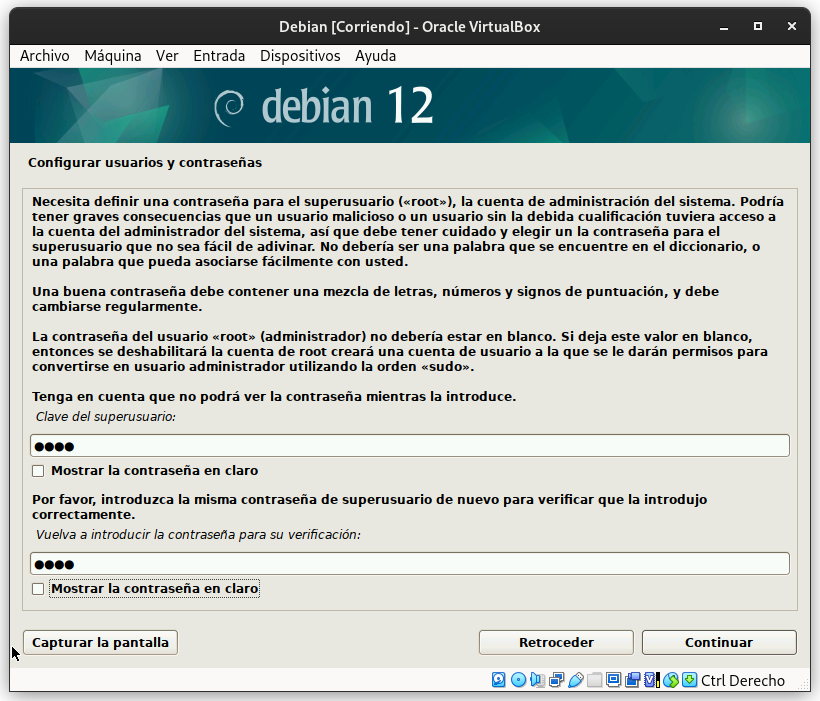 Debian [Corriendo] - Oracle VirtualBox
Archivo Máquina Ver Entrada Dispositivos Ayuda
debian 12
Configurar usuarios y contraseñas
Necesita definir una contraseña para el superusuario («root»), la cuenta de administración del sistema. Podría
tener graves consecuencias que un usuario malicioso o un usuario sin la debida cualificación tuviera acceso a
la cuenta del administrador del sistema, así que debe tener cuidado y elegir un la contraseña para el
superusuario que no sea fácil de adivinar. No debería ser una palabra que se encuentre en el diccionario, o
una palabra que pueda asociarse fácilmente con usted.
Una buena contraseña debe contener una mezcla de letras, números y signos de puntuación, y debe
cambiarse regularmente.
La contraseña del usuario «root» (administrador) no debería estar en blanco. Si deja este valor en blanco,
entonces se deshabilitará la cuenta de root creará una cuenta de usuario a la que se le darán permisos para
convertirse en usuario administrador utilizando la orden «sudo».
Tenga en cuenta que no podrá ver la contraseña mientras la introduce.
Clave del superusuario:
●●●●
Mostrar la contraseña en claro
Por favor, introduzca la misma contraseña de superusuario de nuevo para verificar que la introdujo
correctamente.
Vuelva a introducir la contraseña para su verificación:
●●●●
Mostrar la contraseña en claro
Capturar la pantalla Retroceder Continuar
Ctrl Derecho